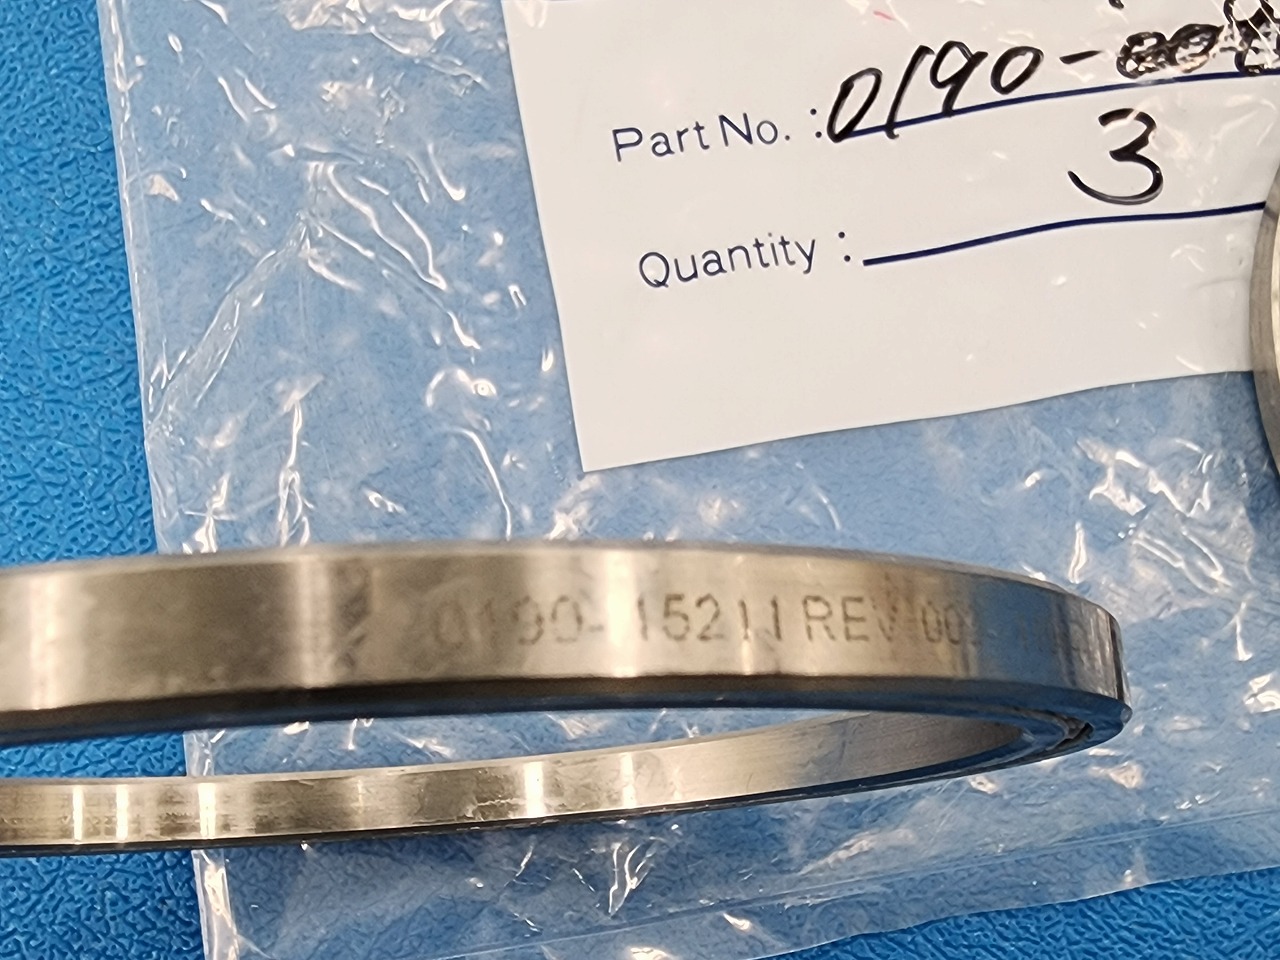 Part No. : 0190-
3
Quantity :
0190-15211 REV